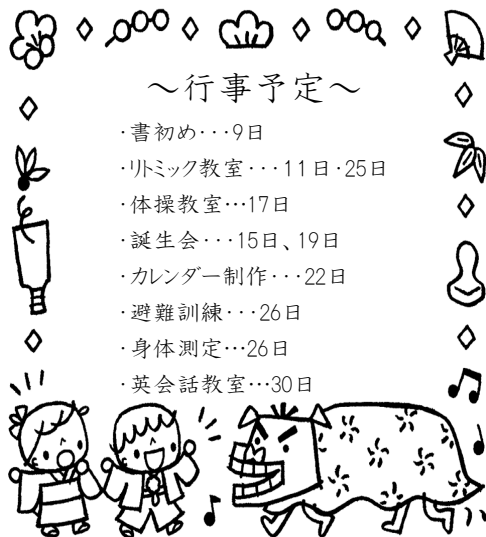 ～行事予定～
・書初め・・・9日
・リトミック教室・・・11日・25日
・体操教室…17日
・誕生会・・・15日、19日
・カレンダー制作・・・22日
・避難訓練・・・26日
・身体測定…26日
・英会話教室…30日